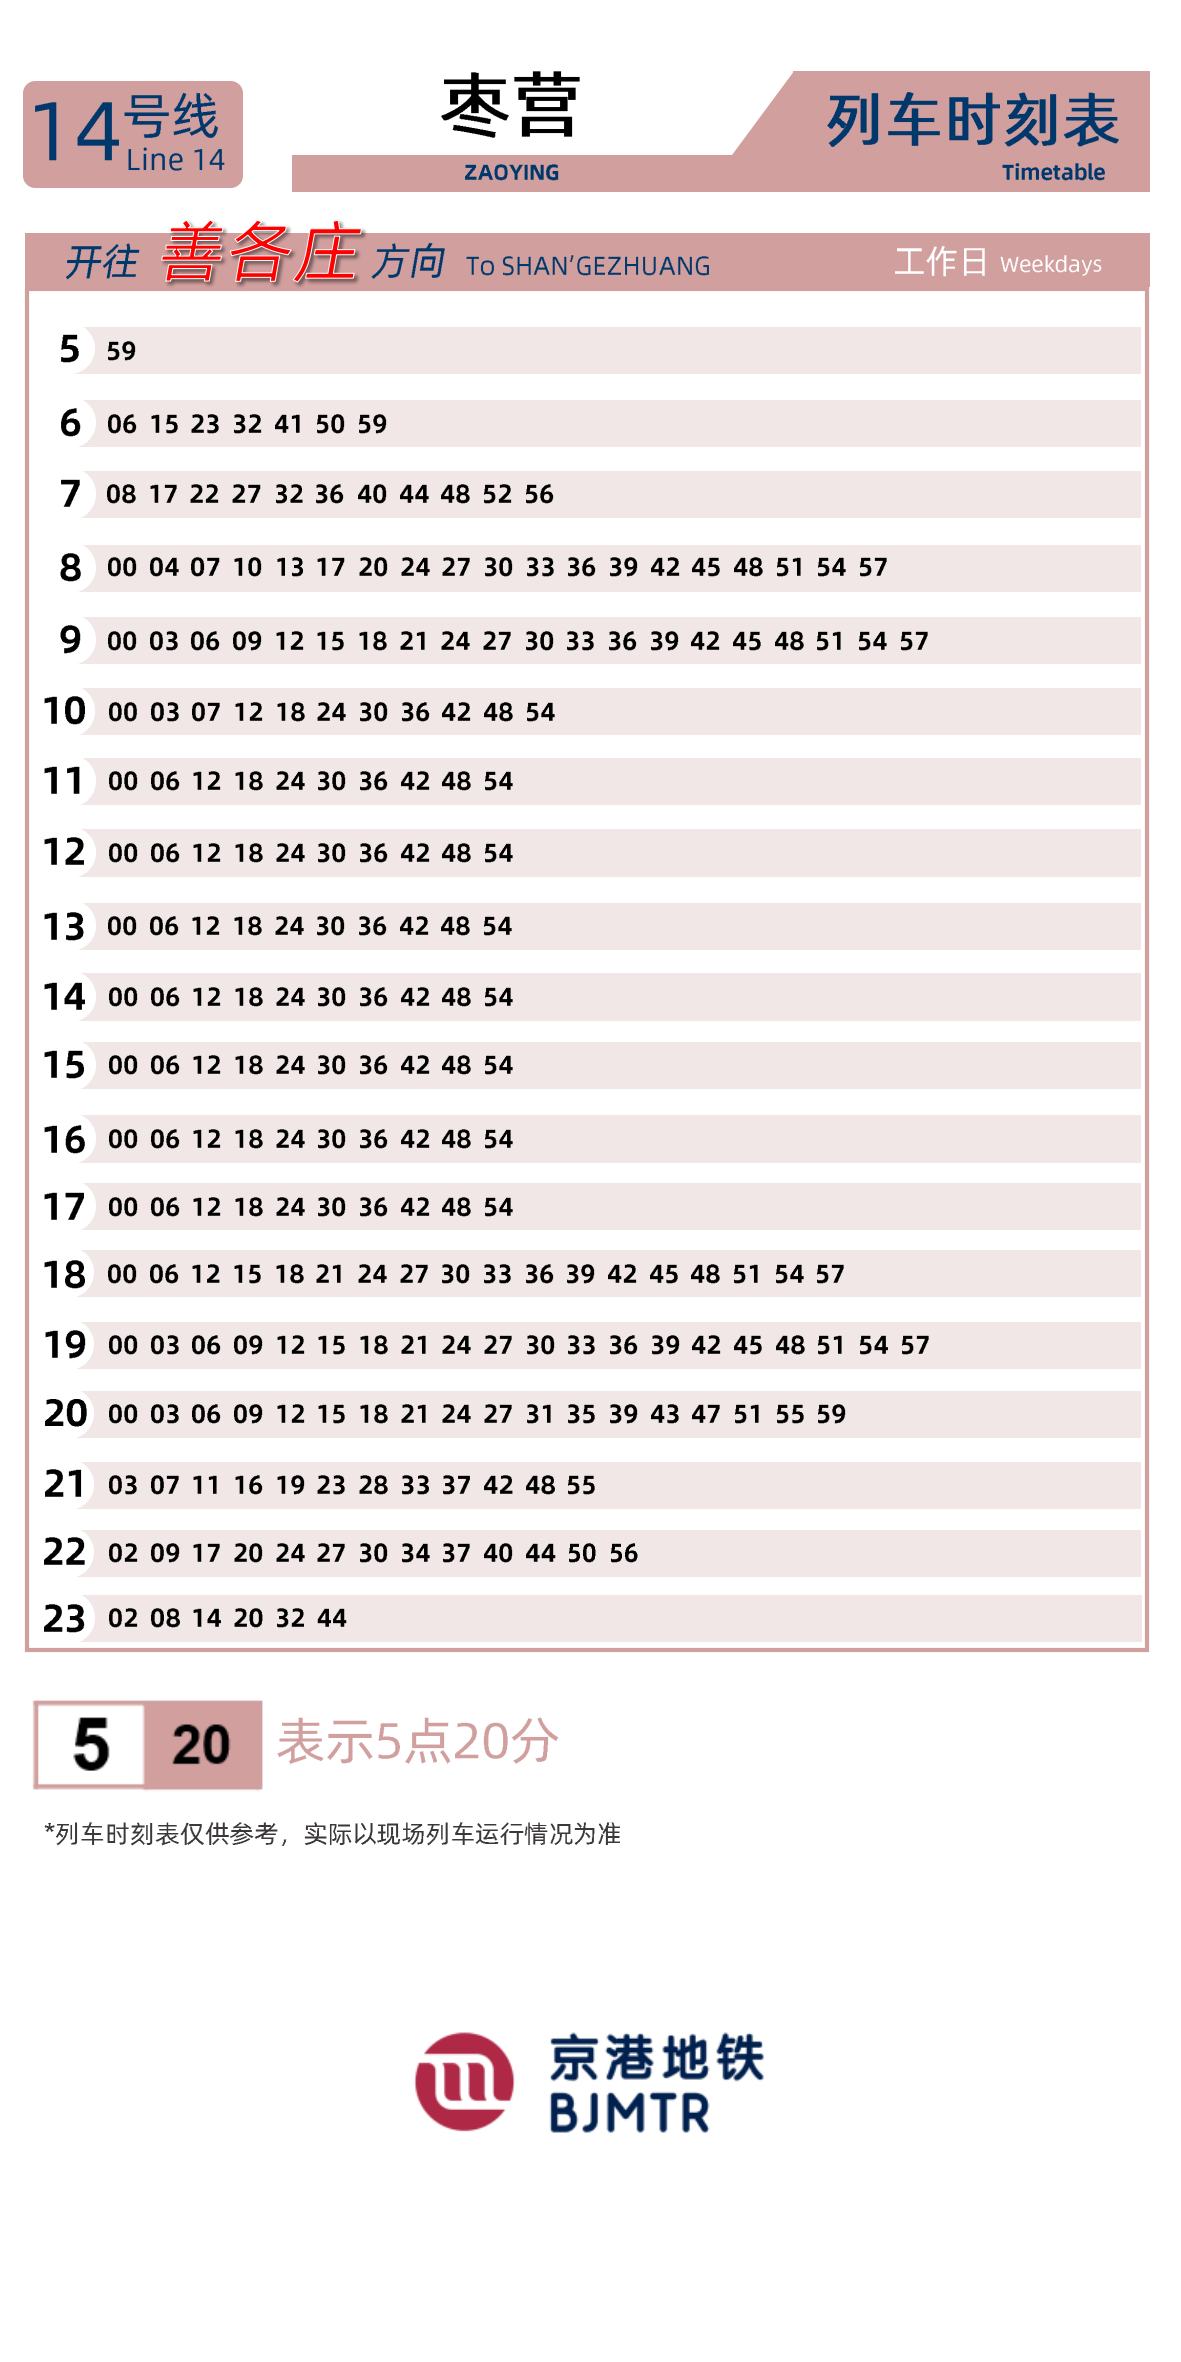 14号线
Line 14
枣营
ZAOYING
列车时刻表
Timetable
开往 善各庄 方向 To SHAN'GEZHUANG 工作日 Weekdays
5 59
6 06 15 23 32 41 50 59
7 08 17 22 27 32 36 40 44 48 52 56
8 00 04 07 10 13 17 20 24 27 30 33 36 39 42 45 48 51 54 57
9 00 03 06 09 12 15 18 21 24 27 30 33 36 39 42 45 48 51 54 57
10 00 03 07 12 18 24 30 36 42 48 54
11 00 06 12 18 24 30 36 42 48 54
12 00 06 12 18 24 30 36 42 48 54
13 00 06 12 18 24 30 36 42 48 54
14 00 06 12 18 24 30 36 42 48 54
15 00 06 12 18 24 30 36 42 48 54
16 00 06 12 18 24 30 36 42 48 54
17 00 06 12 18 24 30 36 42 48 54
18 00 06 12 15 18 21 24 27 30 33 36 39 42 45 48 51 54 57
19 00 03 06 09 12 15 18 21 24 27 30 33 36 39 42 45 48 51 54 57
20 00 03 06 09 12 15 18 21 24 27 31 35 39 43 47 51 55 59
21 03 07 11 16 19 23 28 33 37 42 48 55
22 02 09 17 20 24 27 30 34 37 40 44 50 56
23 02 08 14 20 32 44
5 20 表示5点20分
*列车时刻表仅供参考，实际以现场列车运行情况为准
京港地铁
BJMTR